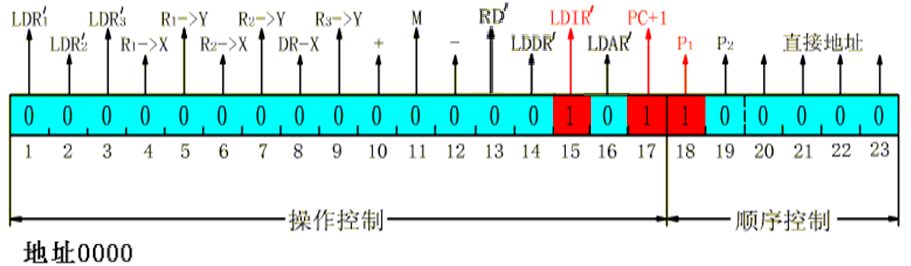 LDR1′ LDR3′ R1->Y R2->Y R3->Y M RD′ LDIR′ PC+1
LDR2′ R1->X R2->X DR-X + - LDDR′ LDAR′ P1 P2 直接地址
0 0 0 0 0 0 0 0 0 0 0 0 0 0 1 0 1 1 0 0 0 0 0
1 2 3 4 5 6 7 8 9 10 11 12 13 14 15 16 17 18 19 20 21 22 23
操作控制 顺序控制
地址0000